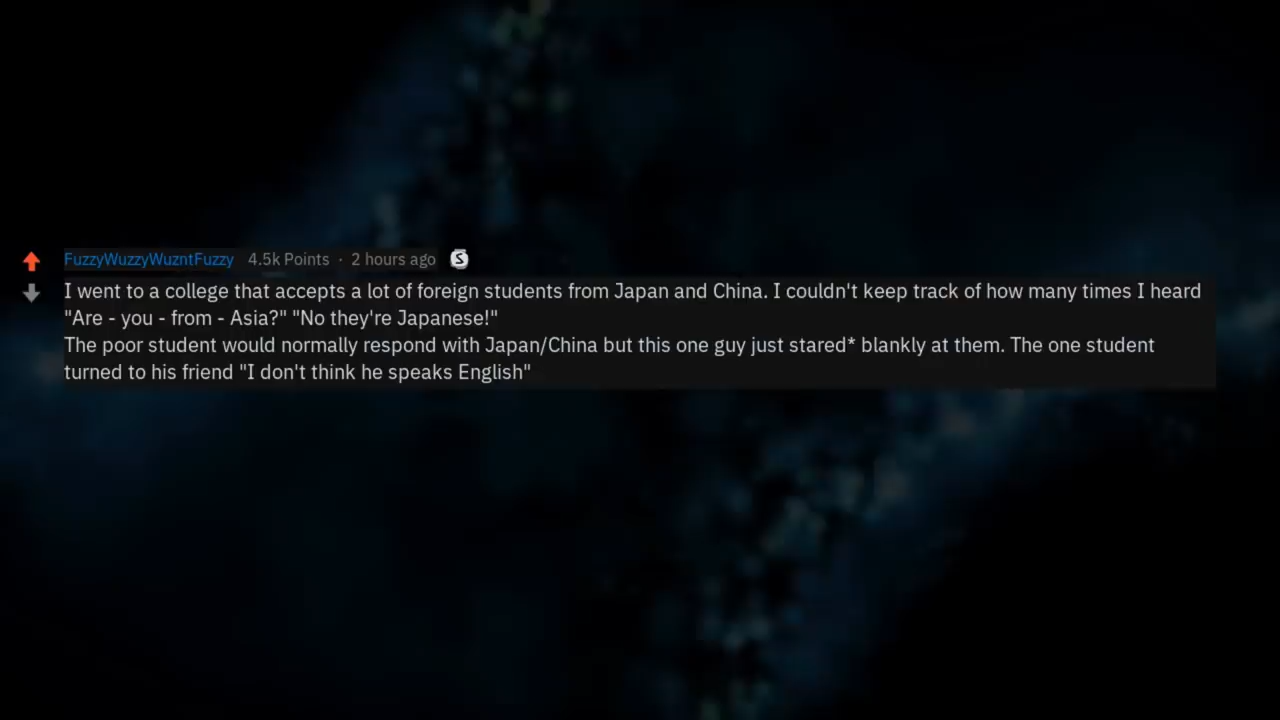 FuzzyWuzzyWuzntFuzzy 4.5k Points · 2 hours ago S
I went to a college that accepts a lot of foreign students from Japan and China. I couldn't keep track of how many times I heard
"Are - you - from - Asia?" "No they're Japanese!"
The poor student would normally respond with Japan/China but this one guy just stared* blankly at them. The one student
turned to his friend "I don't think he speaks English"